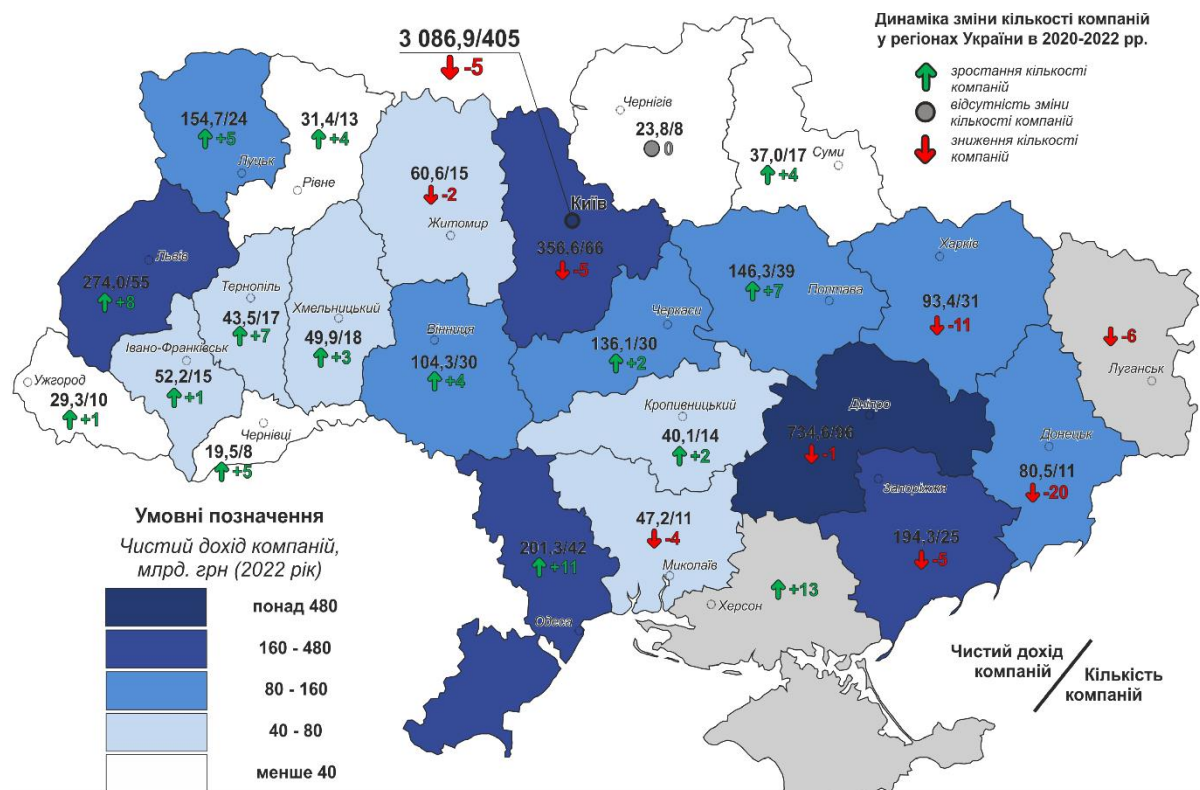 3 086,9/405
-5
Динаміка зміни кількості компаній
у регіонах України в 2020-2022 рр.
зростання кількості
компаній
відсутність зміни
кількості компаній
зниження кількості
компаній
154,7/24
+5
Луцьк
31,4/13
+4
Рівне
60,6/15
-2
Житомир
Київ
356,6/66
-5
Чернігів
23,8/8
0
37,0/17
Суми
+4
Львів
274,0/55
+8
Тернопіль
43,5/17
+7
Хмельницький
49,9/18
+3
Вінниця
104,3/30
+4
Черкаси
136,1/30
+2
146,3/39
+7
Полтава
Харків
93,4/31
-11
-6
Луганськ
Ужгород
29,3/10
+1
Івано-Франківськ
52,2/15
+1
Чернівці
19,5/8
+5
Кропивницький
40,1/14
+2
Дніпро
734,6/96
-1
Донецьк
80,5/11
-20
Запоріжжя
194,3/25
-5
47,2/11
-4
Миколаїв
201,3/42
+11
Одеса
+13
Херсон
Умовні позначення
Чистий дохід компаній,
млрд. грн (2022 рік)
понад 480
160 - 480
80 - 160
40 - 80
менше 40
Чистий дохід
компаній
Кількість
компаній